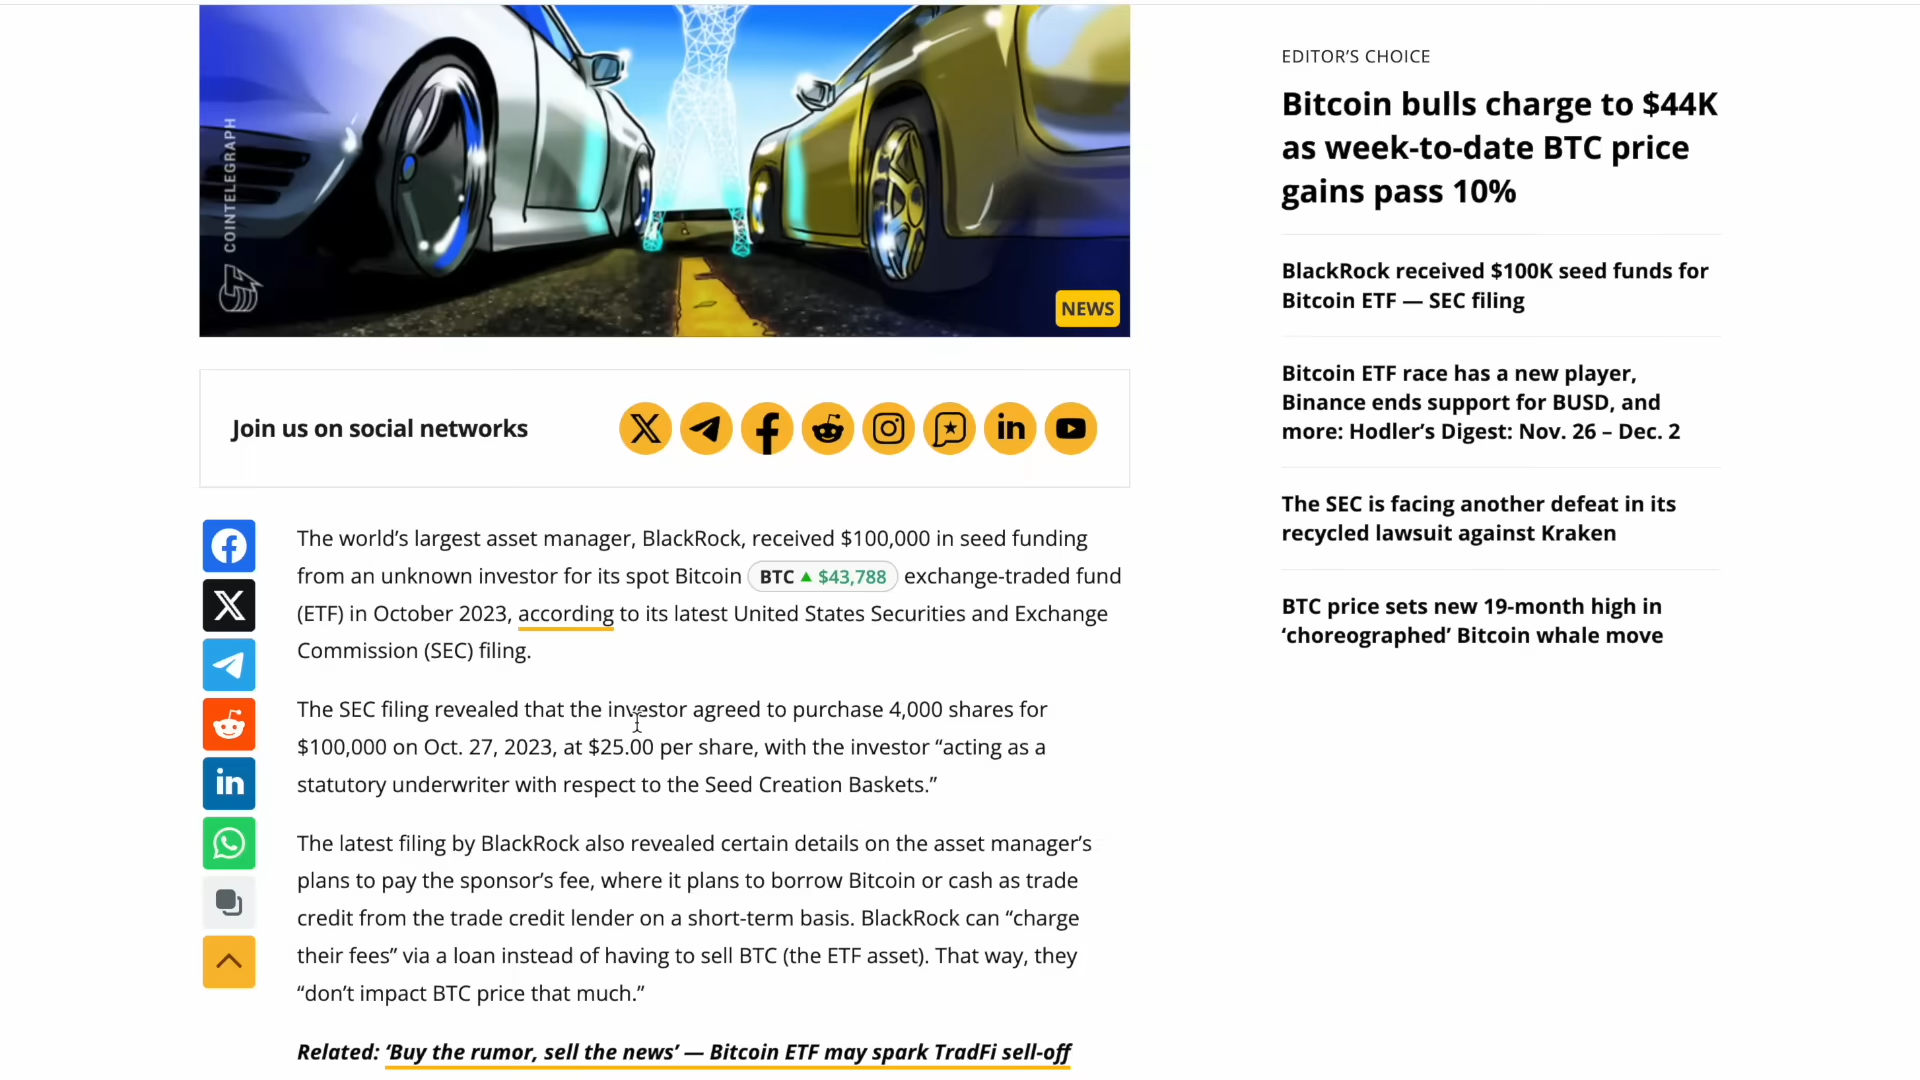 COINTELEGRAPH
NEWS
Join us on social networks
The world’s largest asset manager, BlackRock, received $100,000 in seed funding
from an unknown investor for its spot Bitcoin BTC ▲ $43,788 exchange-traded fund
(ETF) in October 2023, according to its latest United States Securities and Exchange
Commission (SEC) filing.
The SEC filing revealed that the investor agreed to purchase 4,000 shares for
$100,000 on Oct. 27, 2023, at $25.00 per share, with the investor “acting as a
statutory underwriter with respect to the Seed Creation Baskets.”
The latest filing by BlackRock also revealed certain details on the asset manager’s
plans to pay the sponsor’s fee, where it plans to borrow Bitcoin or cash as trade
credit from the trade credit lender on a short-term basis. BlackRock can “charge
their fees” via a loan instead of having to sell BTC (the ETF asset). That way, they
“don’t impact BTC price that much.”
Related: ‘Buy the rumor, sell the news’ — Bitcoin ETF may spark TradFi sell-off
EDITOR’S CHOICE
Bitcoin bulls charge to $44K
as week-to-date BTC price
gains pass 10%
BlackRock received $100K seed funds for
Bitcoin ETF — SEC filing
Bitcoin ETF race has a new player,
Binance ends support for BUSD, and
more: Hodler’s Digest: Nov. 26 – Dec. 2
The SEC is facing another defeat in its
recycled lawsuit against Kraken
BTC price sets new 19-month high in
‘choreographed’ Bitcoin whale move